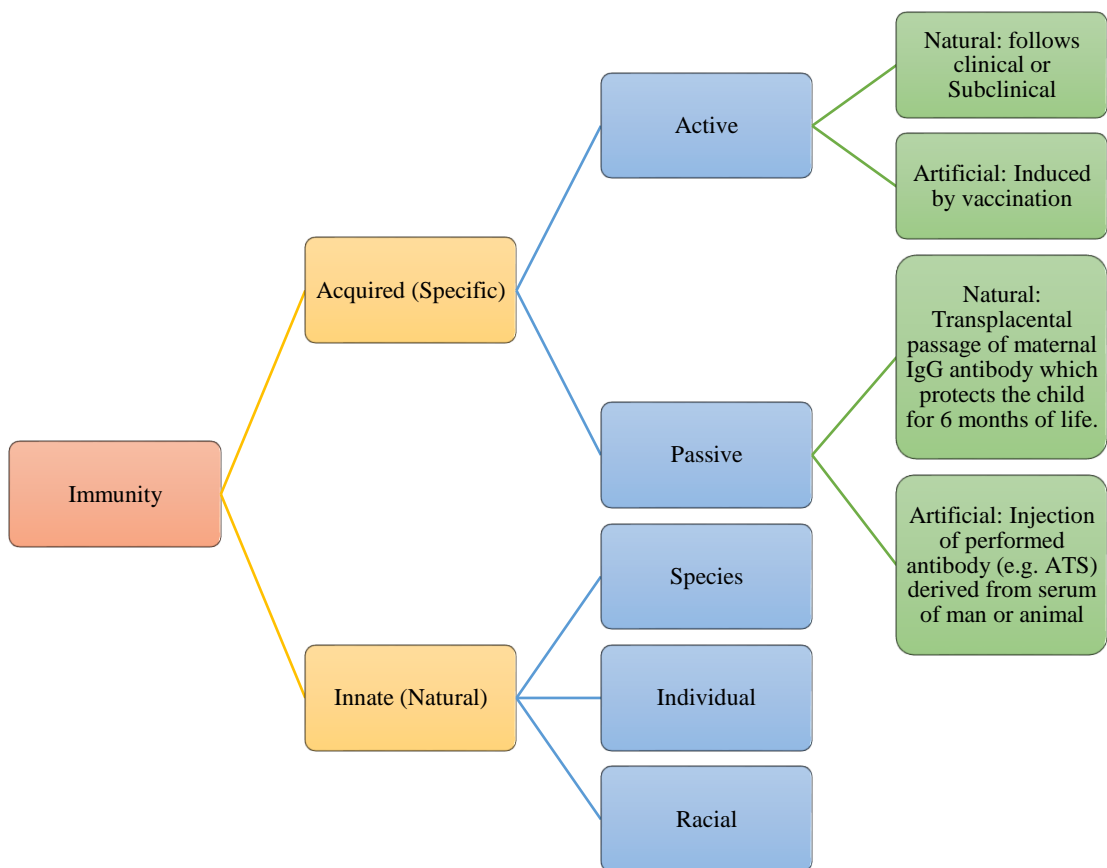 Immunity
Acquired (Specific)
Active
Natural: follows
clinical or
Subclinical
Artificial: Induced
by vaccination
Passive
Natural:
Transplacental
passage of maternal
IgG antibody which
protects the child
for 6 months of life.
Artificial: Injection
of performed
antibody (e.g. ATS)
derived from serum
of man or animal
Innate (Natural)
Species
Individual
Racial